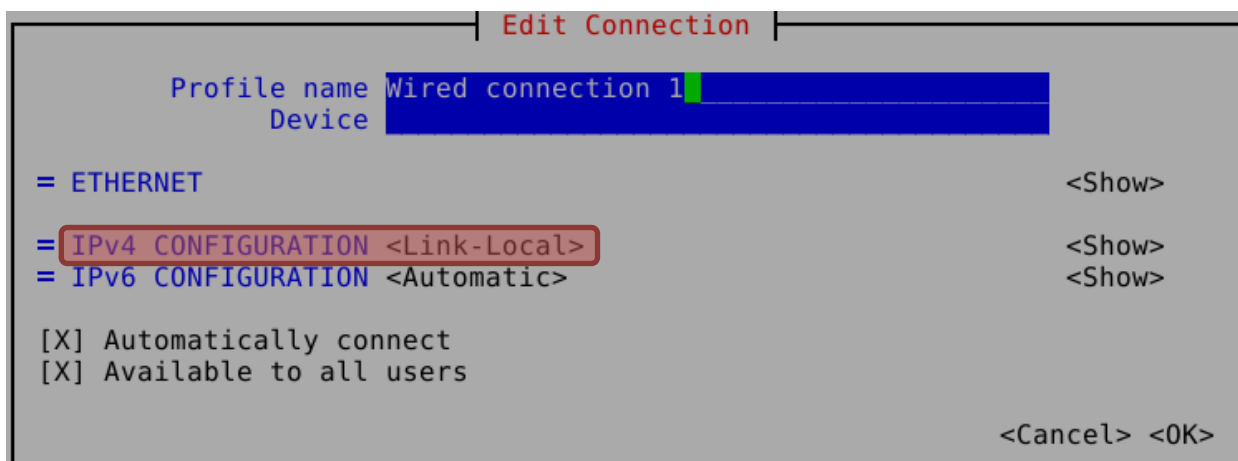 Edit Connection
Profile name Wired connection 1
Device
= ETHERNET <Show>
= IPv4 CONFIGURATION <Link-Local> <Show>
= IPv6 CONFIGURATION <Automatic> <Show>
[X] Automatically connect
[X] Available to all users
<Cancel> <OK>